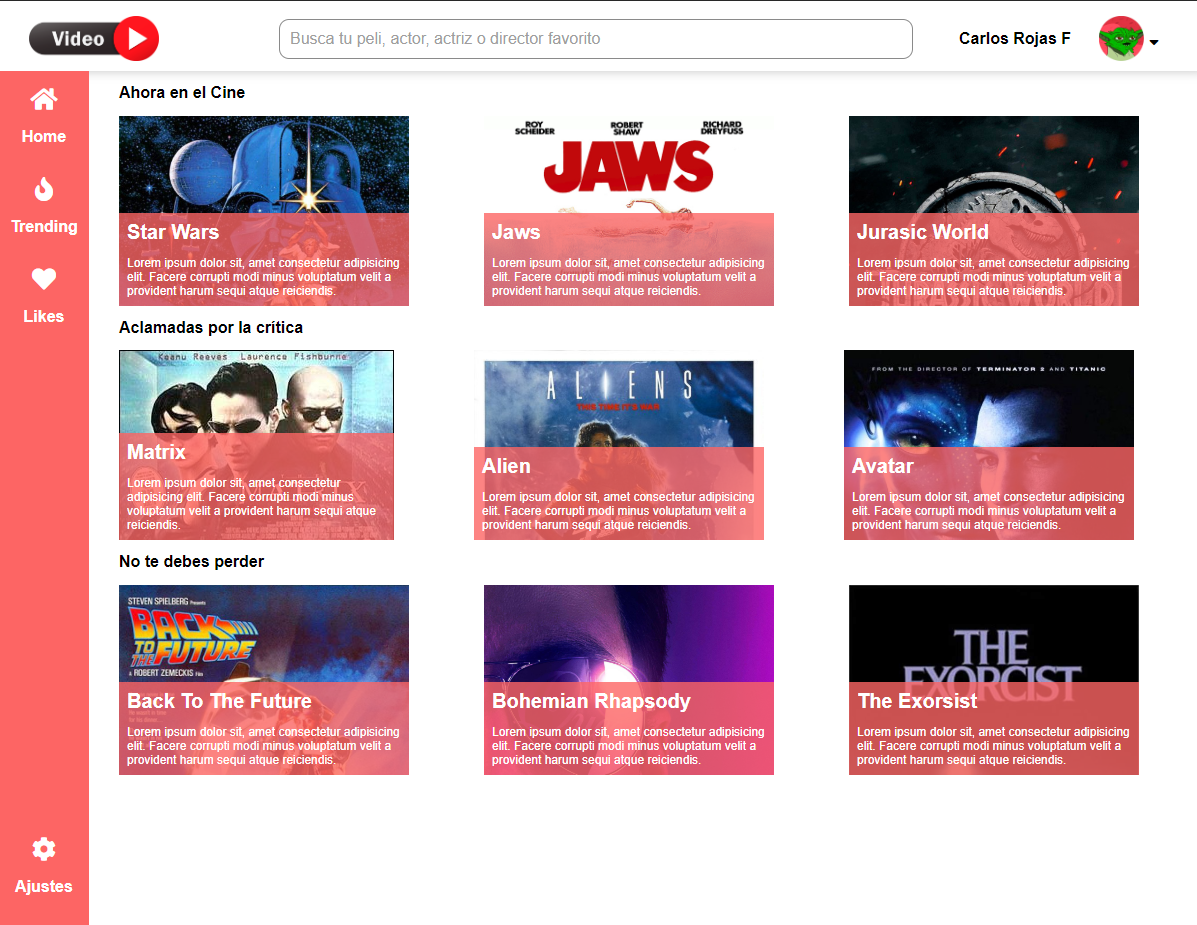 Video
Busca tu peli, actor, actriz o director favorito
Carlos Rojas F
Home
Trending
Likes
Ajustes
Ahora en el Cine
Star Wars
Lorem ipsum dolor sit, amet consectetur adipisicing
elit. Facere corrupti modi minus voluptatum velit a
provident harum sequi atque reiciendis.
ROY SCHEIDER
ROBERT SHAW
RICHARD DREYFUSS
JAWS
Jaws
Lorem ipsum dolor sit, amet consectetur adipisicing
elit. Facere corrupti modi minus voluptatum velit a
provident harum sequi atque reiciendis.
Jurasic World
Lorem ipsum dolor sit, amet consectetur adipisicing
elit. Facere corrupti modi minus voluptatum velit a
provident harum sequi atque reiciendis.
JURASSIC WORLD
Aclamadas por la crítica
Keanu Reeves Laurence Fishburne
Matrix
Lorem ipsum dolor sit, amet consectetur
adipisicing elit. Facere corrupti modi minus
voluptatum velit a provident harum sequi atque
reiciendis.
ALIENS
THIS TIME IT'S WAR
Alien
Lorem ipsum dolor sit, amet consectetur adipisicing
elit. Facere corrupti modi minus voluptatum velit a
provident harum sequi atque reiciendis.
FROM THE DIRECTOR OF TERMINATOR 2 AND TITANIC
Avatar
Lorem ipsum dolor sit, amet consectetur adipisicing
elit. Facere corrupti modi minus voluptatum velit a
provident harum sequi atque reiciendis.
No te debes perder
STEVEN SPIELBERG Presents
BACK
TO THE FUTURE
A ROBERT ZEMECKIS Film
Back To The Future
Lorem ipsum dolor sit, amet consectetur adipisicing
elit. Facere corrupti modi minus voluptatum velit a
provident harum sequi atque reiciendis.
Bohemian Rhapsody
Lorem ipsum dolor sit, amet consectetur adipisicing
elit. Facere corrupti modi minus voluptatum velit a
provident harum sequi atque reiciendis.
THE
EXORCIST
The Exorsist
Lorem ipsum dolor sit, amet consectetur adipisicing
elit. Facere corrupti modi minus voluptatum velit a
provident harum sequi atque reiciendis.